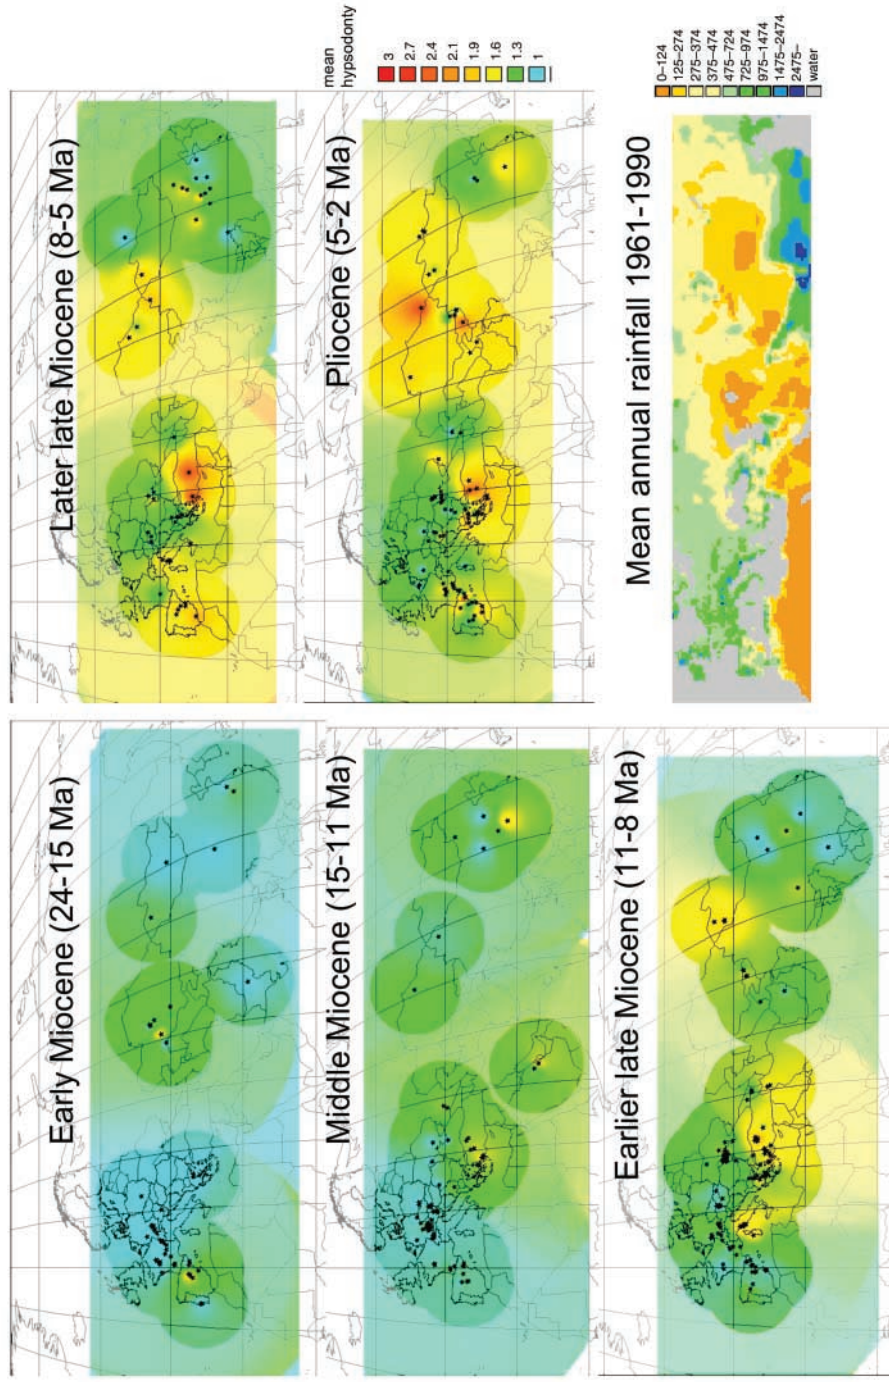 Early Miocene (24-15 Ma)
Middle Miocene (15-11 Ma)
Earlier late Miocene (11-8 Ma)
Later late Miocene (8-5 Ma)
Pliocene (5-2 Ma)
mean
hypsodonty
3
2.7
2.4
2.1
1.9
1.6
1.3
1
Mean annual rainfall 1961-1990
0–124
125–274
275–374
375–474
475–724
725–974
975–1474
1475–2474
2475–
water